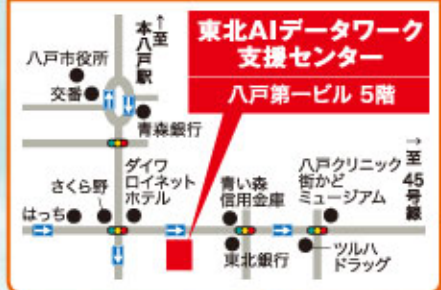 東北AIデータワーク
支援センター
八戸第一ビル 5階
↑至
本八戸駅
八戸市役所
交番
青森銀行
→至45号線
さくら野
はっち
ダイワ
ロイネット
ホテル
青い森
信用金庫
東北銀行
八戸クリニック
街かど
ミュージアム
ツルハ
ドラッグ